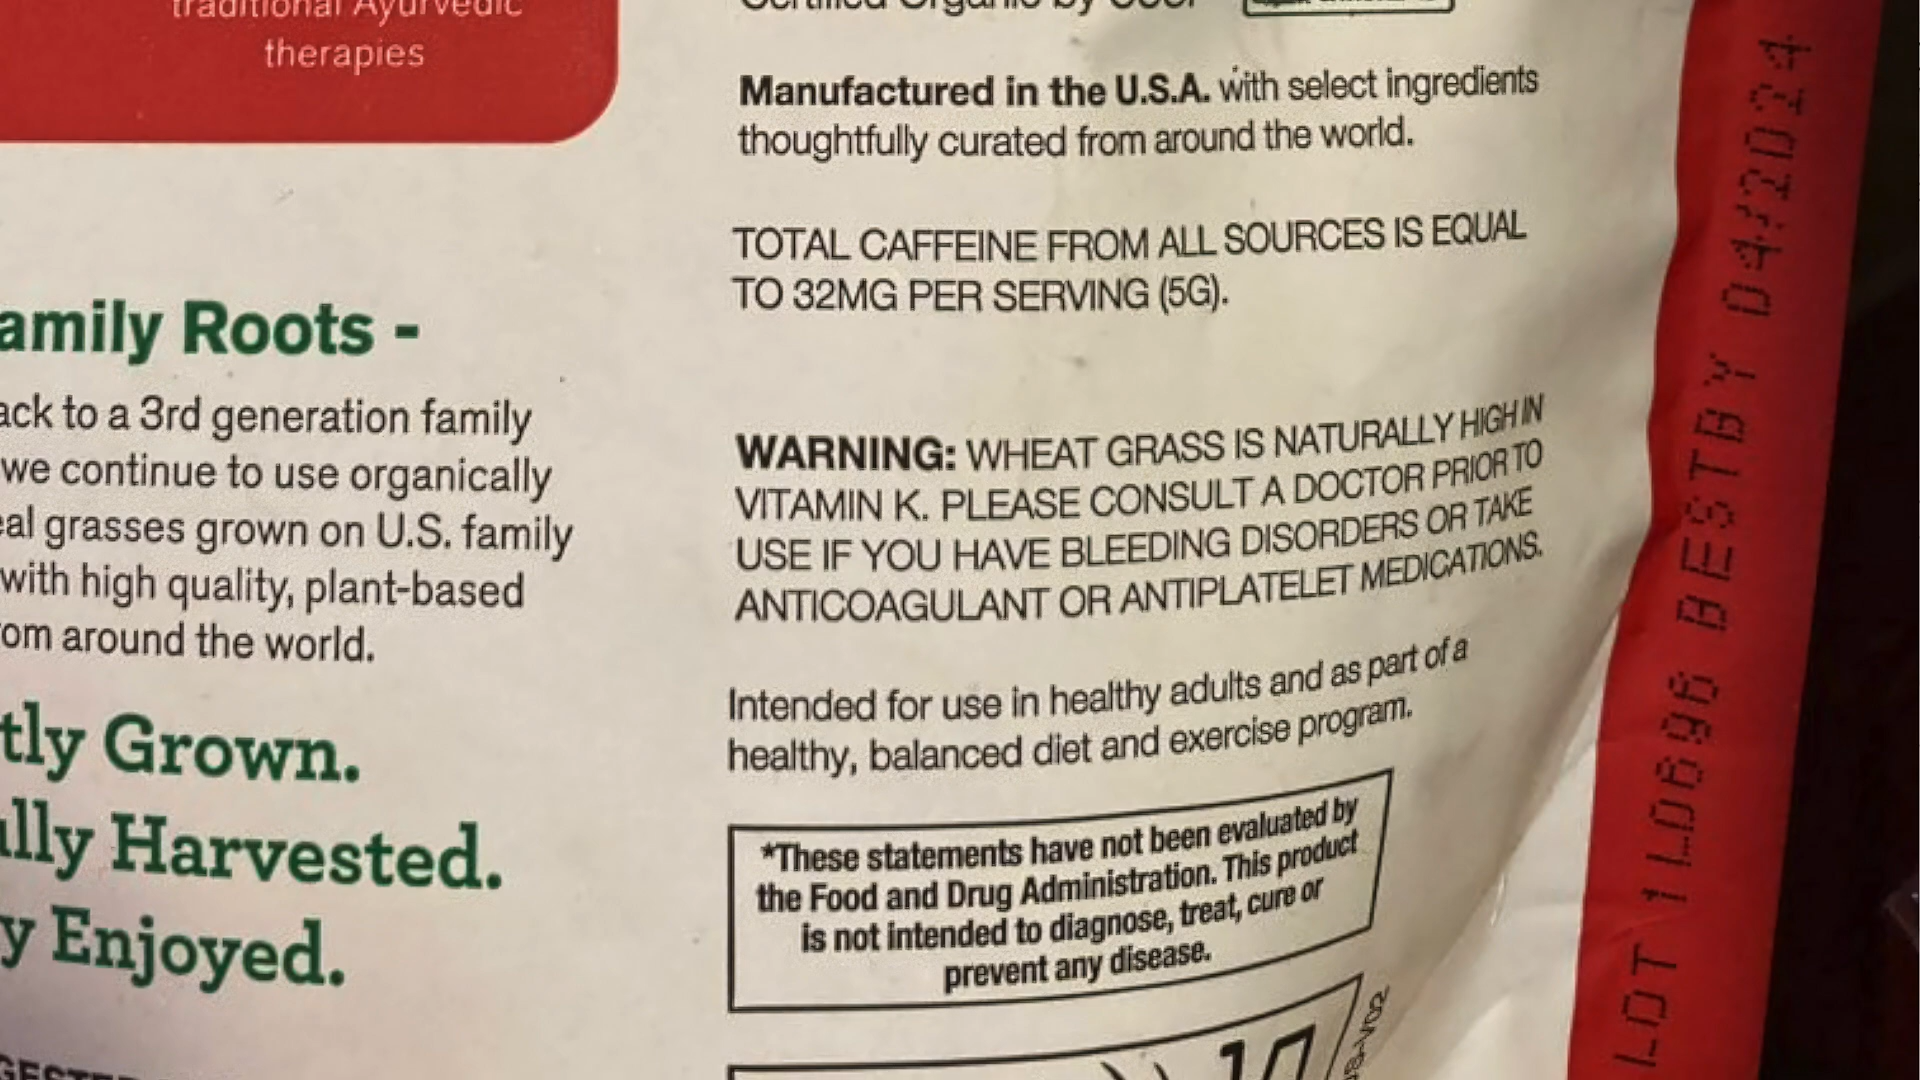 traditional Ayurvedic
therapies
amily Roots -
ack to a 3rd generation family
we continue to use organically
eal grasses grown on U.S. family
with high quality, plant-based
om around the world.
tly Grown.
ully Harvested.
y Enjoyed.
Certified Organic by
Manufactured in the U.S.A. with select ingredients
thoughtfully curated from around the world.
TOTAL CAFFEINE FROM ALL SOURCES IS EQUAL
TO 32MG PER SERVING (5G).
WARNING: WHEAT GRASS IS NATURALLY HIGH IN
VITAMIN K. PLEASE CONSULT A DOCTOR PRIOR TO
USE IF YOU HAVE BLEEDING DISORDERS OR TAKE
ANTICOAGULANT OR ANTIPLATELET MEDICATIONS.
Intended for use in healthy adults and as part of a
healthy, balanced diet and exercise program.
*These statements have not been evaluated by
the Food and Drug Administration. This product
is not intended to diagnose, treat, cure or
prevent any disease.
LOT BEST BY 04/2024